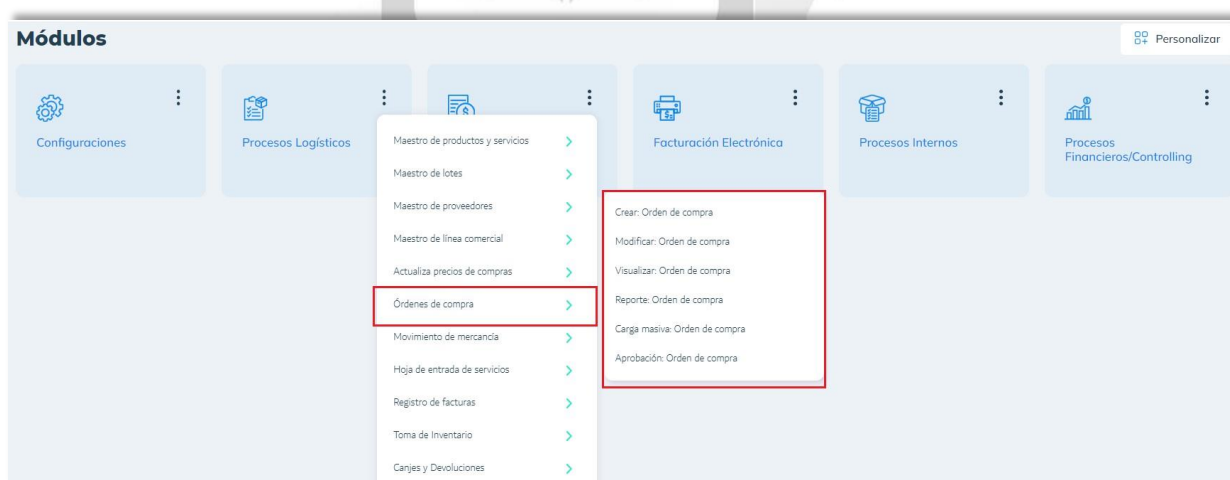 Módulos
Personalizar
Configuraciones
Procesos Logísticos
Facturación Electrónica
Procesos Internos
Procesos
Financieros/Controlling
Maestro de productos y servicios
Maestro de lotes
Maestro de proveedores
Maestro de línea comercial
Actualiza precios de compras
Órdenes de compra
Movimiento de mercancía
Hoja de entrada de servicios
Registro de facturas
Toma de Inventario
Canjes y Devoluciones
Crear: Orden de compra
Modificar: Orden de compra
Visualizar: Orden de compra
Reporte: Orden de compra
Carga masiva: Orden de compra
Aprobación: Orden de compra